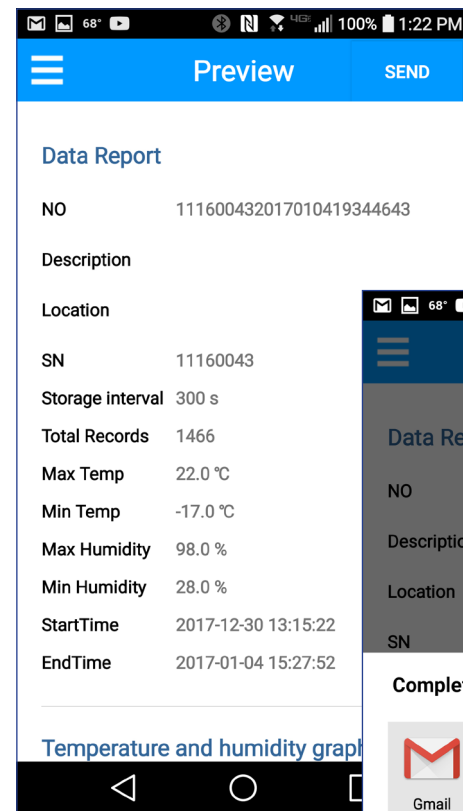 68° 4G 100% 1:22 PM
Preview SEND
Data Report
NO 111600432017010419344643
Description
Location
SN 11160043
Storage interval 300 s
Total Records 1466
Max Temp 22.0 ℃
Min Temp -17.0 ℃
Max Humidity 98.0 %
Min Humidity 28.0 %
StartTime 2017-12-30 13:15:22
EndTime 2017-01-04 15:27:52
Temperature and humidity graph
68°
Data Re
NO
Descriptio
Location
SN
Complet
Gmail